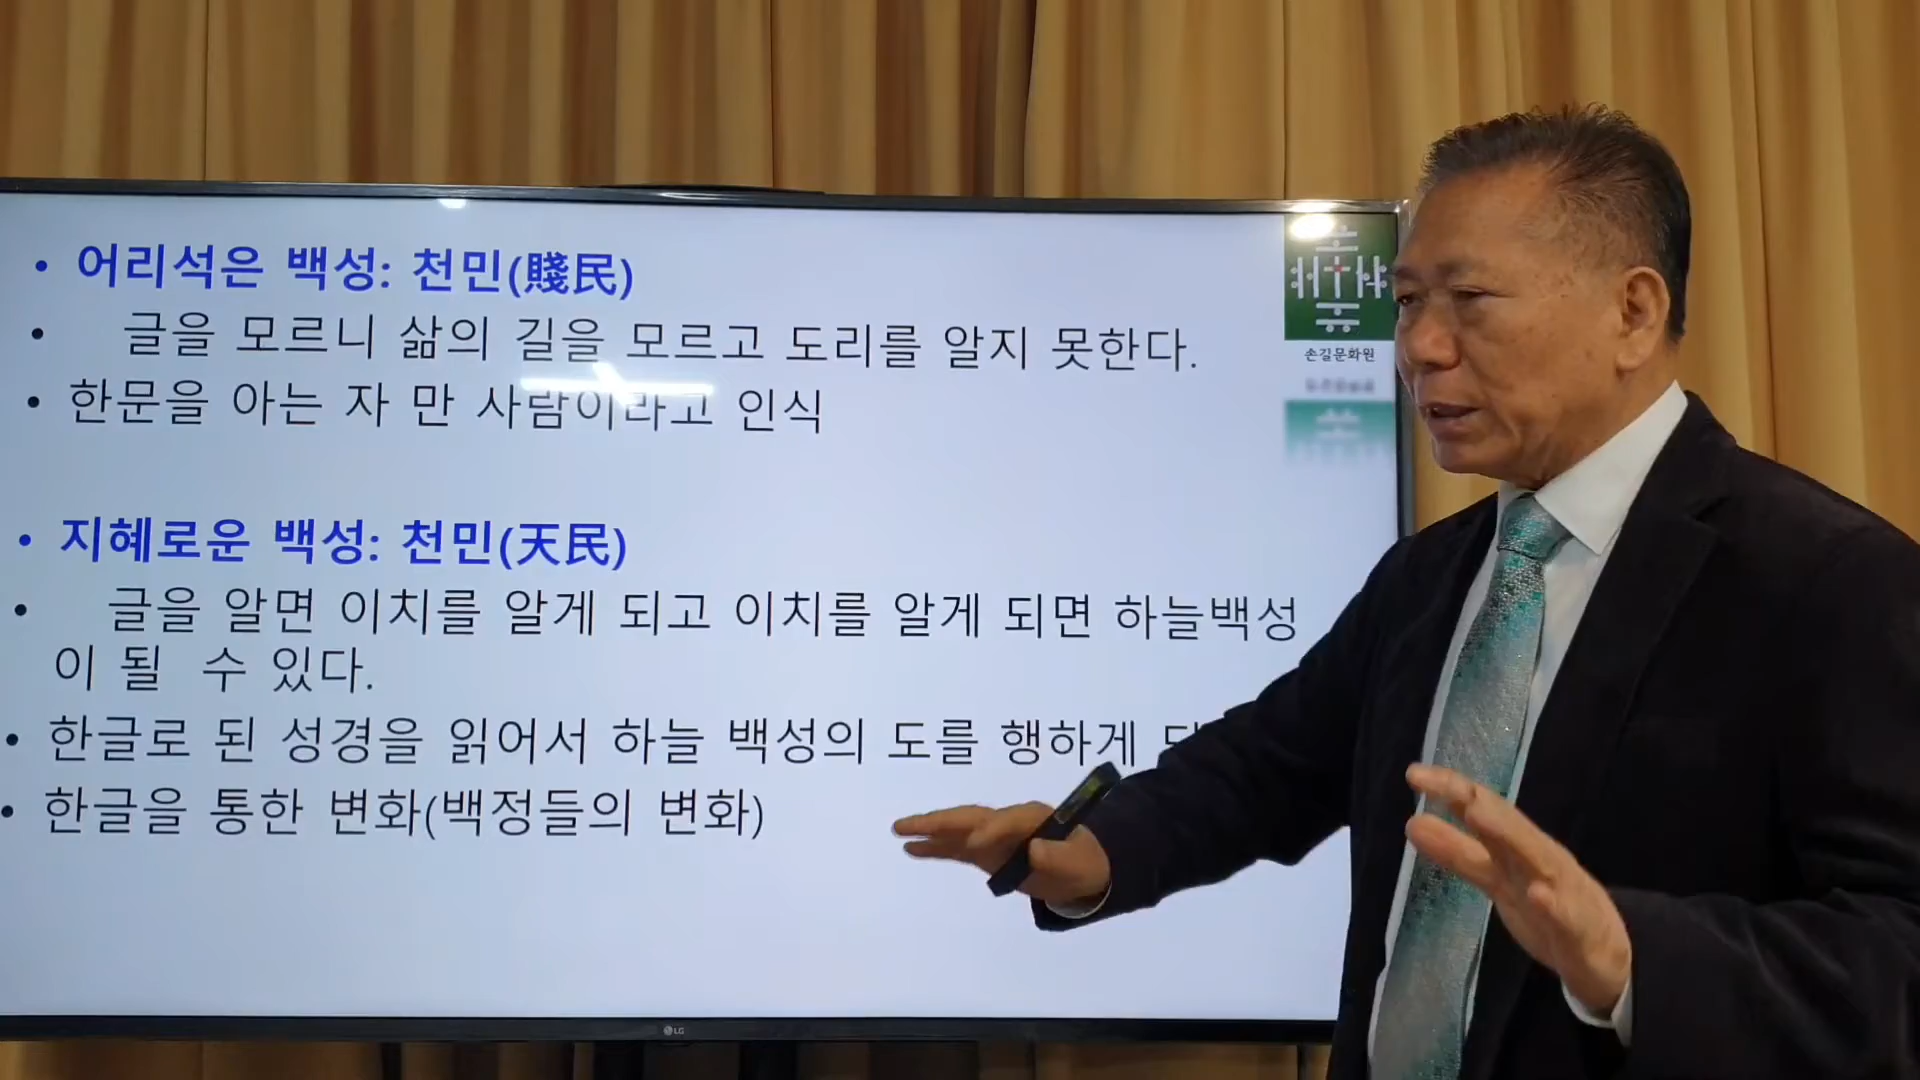 • 어리석은 백성: 천민(賤民)
• 글을 모르니 삶의 길을 모르고 도리를 알지 못한다.
• 한문을 아는 자 만 사람이라고 인식
• 지혜로운 백성: 천민(天民)
• 글을 알면 이치를 알게 되고 이치를 알게 되면 하늘백성
이 될 수 있다.
• 한글로 된 성경을 읽어서 하늘 백성의 도를 행하게
• 한글을 통한 변화(백정들의 변화)
손길문화원
LG